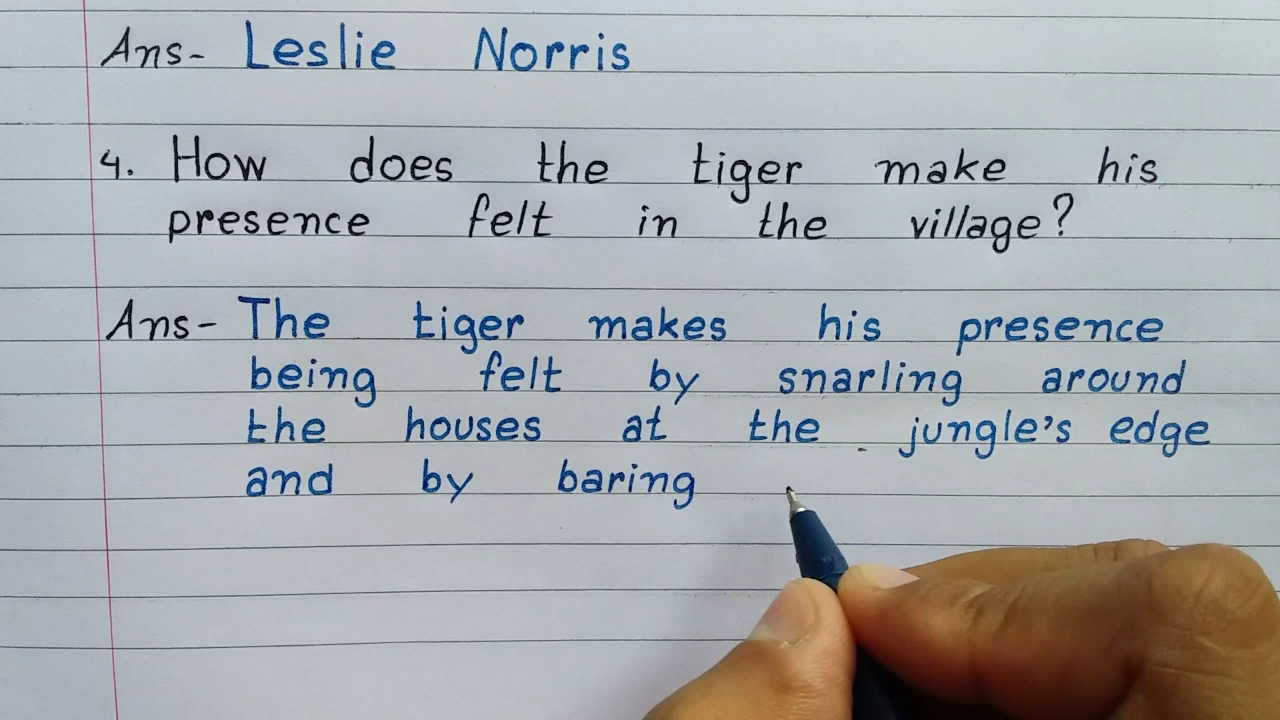 Ans- Leslie Norris
4. How does the tiger make his
presence felt in the village?
Ans- The tiger makes his presence
being felt by snarling around
the houses at the jungle's edge
and by baring